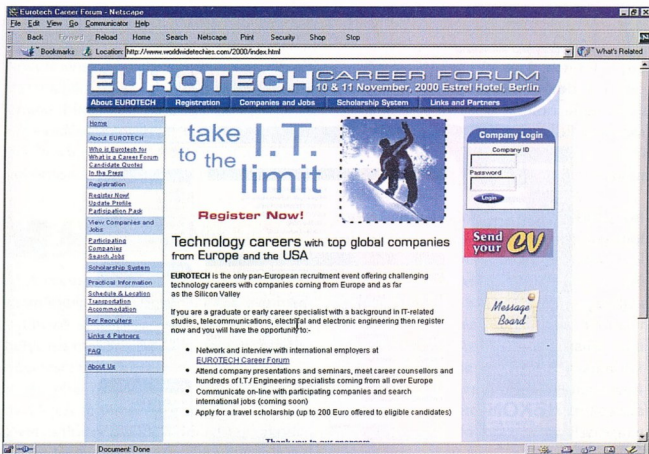 Eurotech Career Forum - Netscape
File Edit View Go Communicator Help
Back Forward Reload Home Search Netscape Print Security Shop Stop
Bookmarks Location: http://www.worldwidetechies.com/2000/index.html What's Related
EUROTECH CAREER FORUM
10 & 11 November, 2000 Estrel Hotel, Berlin
About EUROTECH Registration Companies and Jobs Scholarship System Links and Partners
Home
About EUROTECH
Who is Eurotech for
What is a Career Forum
Candidate Quotes
In the Press
Registration
Register Now!
Update Profile
Participation Pack
View Companies and
Jobs
Participating
Companies
Search Jobs
Scholarship System
Practical Information
Schedule & Location
Transportation
Accommodation
For Recruiters
Links & Partners
FAQ
About Us
take I.T.
to the limit
Register Now!
Technology careers with top global companies
from Europe and the USA
EUROTECH is the only pan-European recruitment event offering challenging
technology careers with companies coming from Europe and as far
as the Silicon Valley
If you are a graduate or early career specialist with a background in IT-related
studies, telecommunications, electrical and electronic engineering then register
now and you will have the opportunity to:-
• Network and interview with international employers at
EUROTECH Career Forum
• Attend company presentations and seminars, meet career counsellors and
hundreds of I.T./ Engineering specialists coming from all over Europe
• Communicate on-line with participating companies and search
international jobs (coming soon)
• Apply for a travel scholarship (up to 200 Euro offered to eligible candidates)
Thank you to our sponsors
Company Login
Company ID
Password
Login
Send
your CV
Message
Board
Document: Done